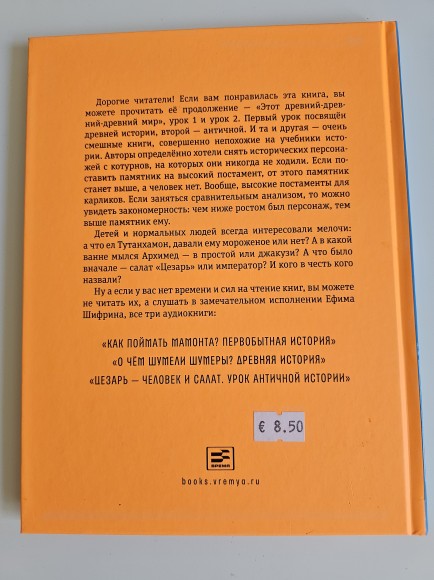 Дорогие читатели! Если вам понравилась эта книга, вы
можете прочитать её продолжение — «Этот древний-древ-
ний-древний мир», урок 1 и урок 2. Первый урок посвящён
древней истории, второй — античной. И та и другая — очень
смешные книги, совершенно непохожие на учебники исто-
рии. Авторы определённо хотели снять исторических персона-
жей с котурнов, на которых они никогда не ходили. Если по-
ставить памятник на высокий постамент, от этого памятник
станет выше, а человек нет. Вообще, высокие постаменты для
карликов. Если заняться сравнительным анализом, то можно
увидеть закономерность: чем ниже ростом был персонаж, тем
выше памятник ему.
Детей и нормальных людей всегда интересовали мелочи:
а что ел Тутанхамон, давали ему мороженое или нет? А в какой
ванне мылся Архимед — в простой или джакузи? А что было
вначале — салат «Цезарь» или император? И кого в честь кого
назвали?
Ну а если у вас нет времени и сил на чтение книг, вы можете
не читать их, а слушать в замечательном исполнении Ефима
Шифрина, все три аудиокниги:
«КАК ПОЙМАТЬ МАМОНТА? ПЕРВОБЫТНАЯ ИСТОРИЯ»
«О ЧЁМ ШУМЕЛИ ШУМЕРЫ? ДРЕВНЯЯ ИСТОРИЯ»
«ЦЕЗАРЬ — ЧЕЛОВЕК И САЛАТ. УРОК АНТИЧНОЙ ИСТОРИИ»
€ 8.50
ВРЕМЯ
books.vremya.ru